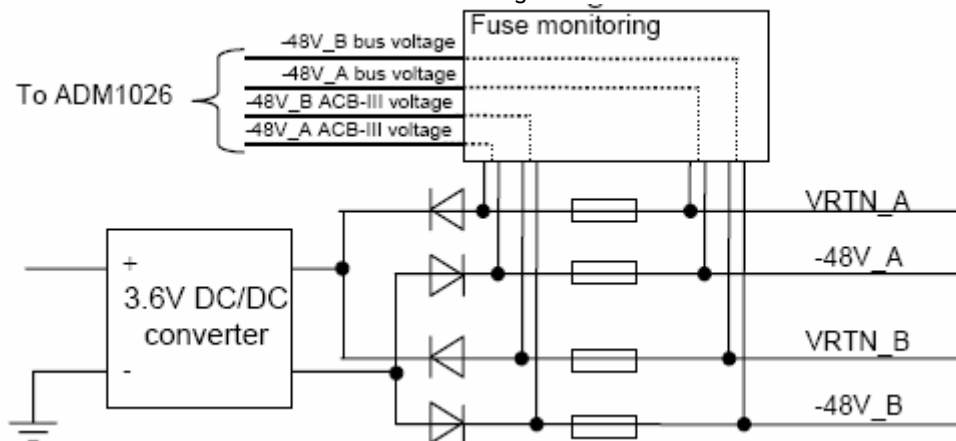 Fuse monitoring
-48V_B bus voltage
-48V_A bus voltage
To ADM1026
-48V_B ACB-III voltage
-48V_A ACB-III voltage
VRTN_A
-48V_A
+
3.6V DC/DC
converter
-
VRTN_B
-48V_B